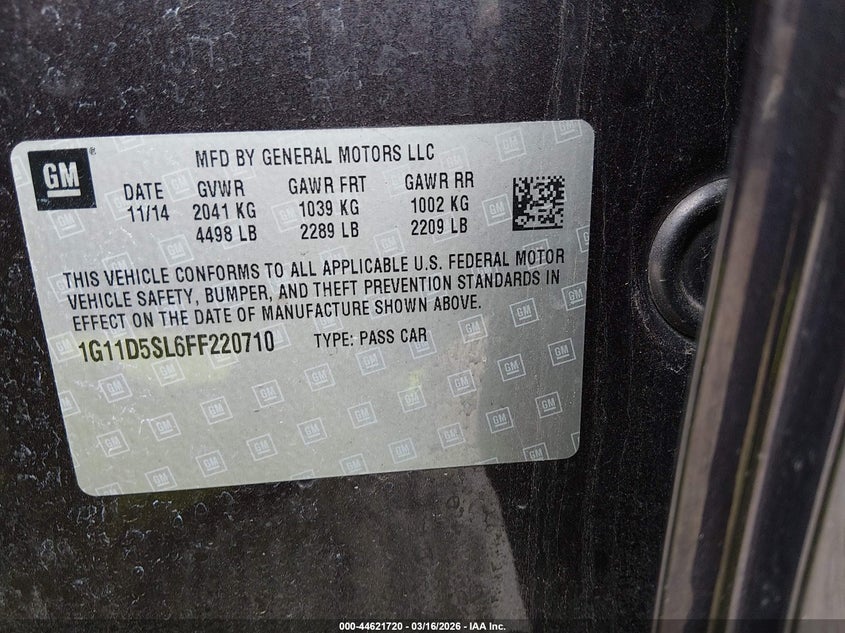 GM
MFD BY GENERAL MOTORS LLC
DATE GVWR GAWR FRT GAWR RR
11/14 2041 KG 1039 KG 1002 KG
4498 LB 2289 LB 2209 LB
THIS VEHICLE CONFORMS TO ALL APPLICABLE U.S. FEDERAL MOTOR
VEHICLE SAFETY, BUMPER, AND THEFT PREVENTION STANDARDS IN
EFFECT ON THE DATE OF MANUFACTURE SHOWN ABOVE.
1G11D5SL6FF220710 TYPE: PASS CAR
000-44621720 - 03/16/2026 - IAA Inc.